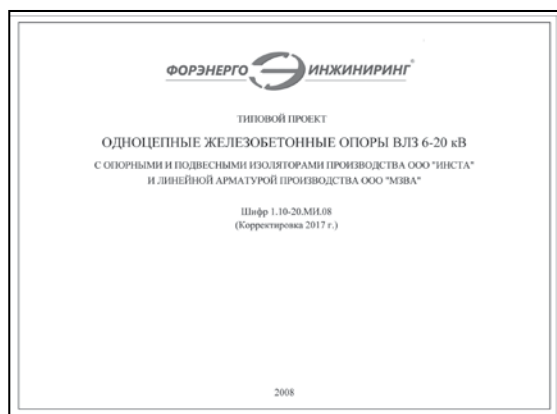 ФОРЭНЕРГО ИНЖИНИРИНГ®
ТИПОВОЙ ПРОЕКТ
ОДНОЦЕПНЫЕ ЖЕЛЕЗОБЕТОННЫЕ ОПОРЫ ВЛЗ 6-20 кВ
С ОПОРНЫМИ И ПОДВЕСНЫМИ ИЗОЛЯТОРАМИ ПРОИЗВОДСТВА ООО "ИНСТА"
И ЛИНЕЙНОЙ АРМАТУРОЙ ПРОИЗВОДСТВА ООО "МЗВА"
Шифр 1.10-20.МИ.08
(Корректировка 2017 г.)
2008